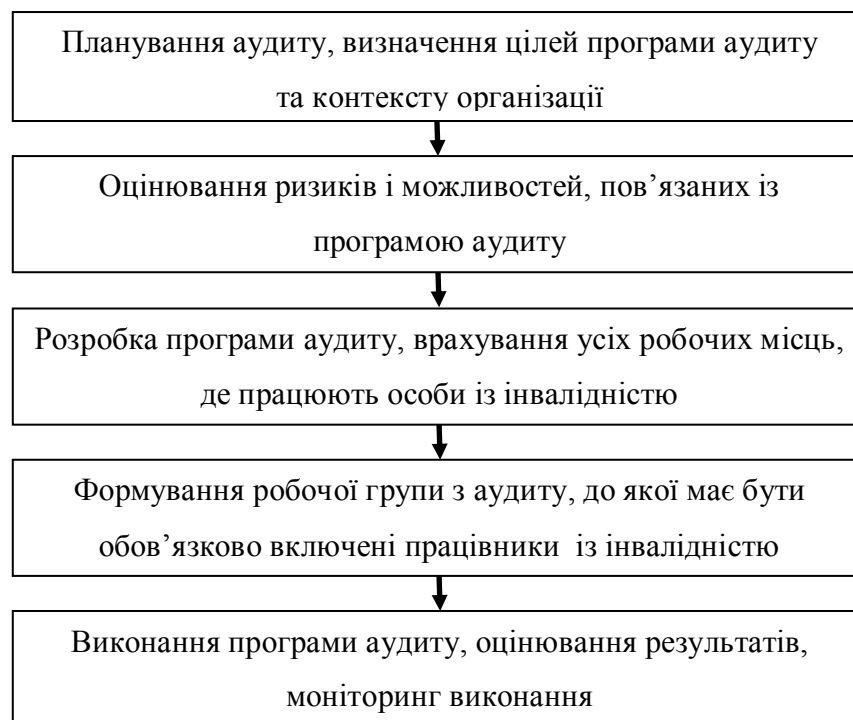 Планування аудиту, визначення цілей програми аудиту
та контексту організації
Оцінювання ризиків і можливостей, пов’язаних із
програмою аудиту
Розробка програми аудиту, врахування усіх робочих місць,
де працюють особи із інвалідністю
Формування робочої групи з аудиту, до якої має бути
обов’язково включені працівники із інвалідністю
Виконання програми аудиту, оцінювання результатів,
моніторинг виконання